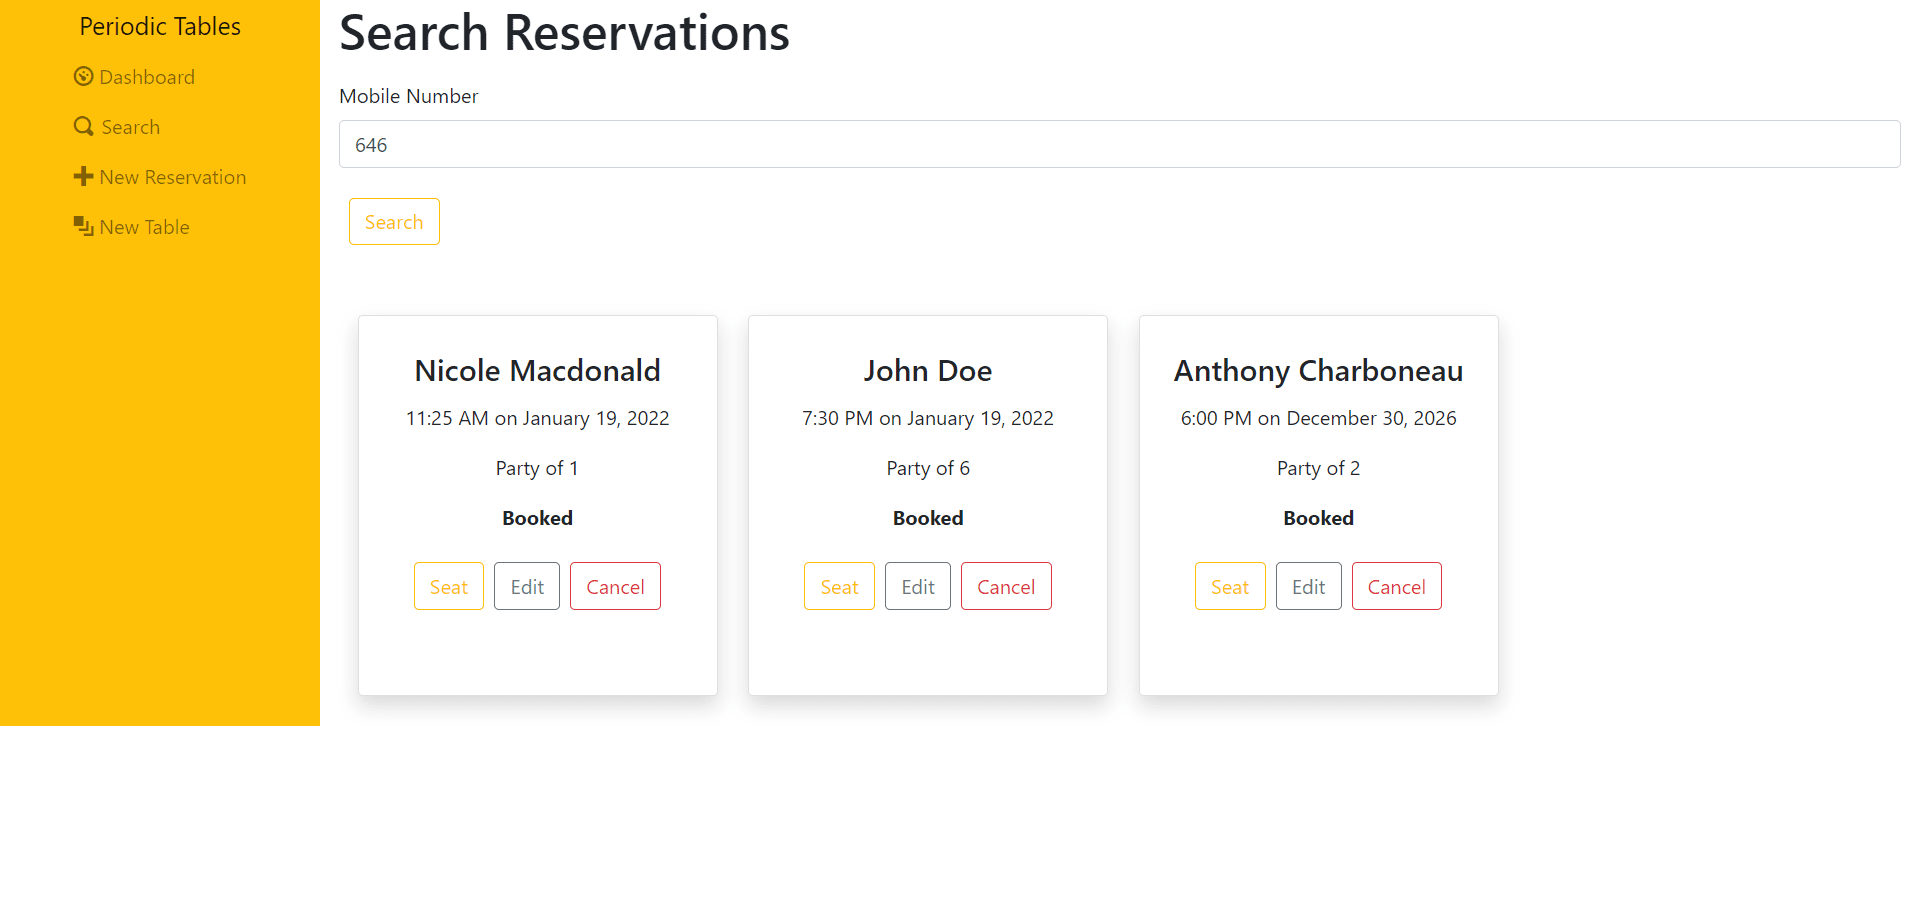 Periodic Tables
Dashboard
Search
New Reservation
New Table
Search Reservations
Mobile Number
646
Search
Nicole Macdonald
11:25 AM on January 19, 2022
Party of 1
Booked
Seat Edit Cancel
John Doe
7:30 PM on January 19, 2022
Party of 6
Booked
Seat Edit Cancel
Anthony Charboneau
6:00 PM on December 30, 2026
Party of 2
Booked
Seat Edit Cancel